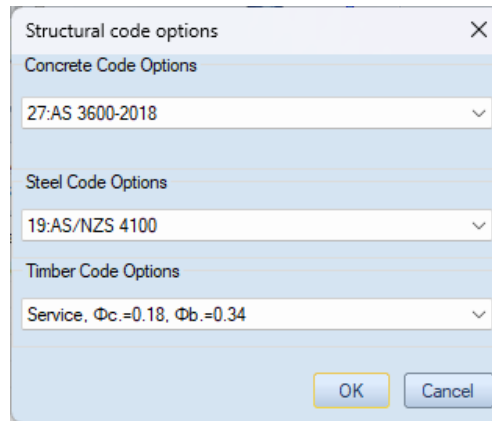 Structural code options
Concrete Code Options
27:AS 3600-2018
Steel Code Options
19:AS/NZS 4100
Timber Code Options
Service, Φc.=0.18, Φb.=0.34
OK
Cancel